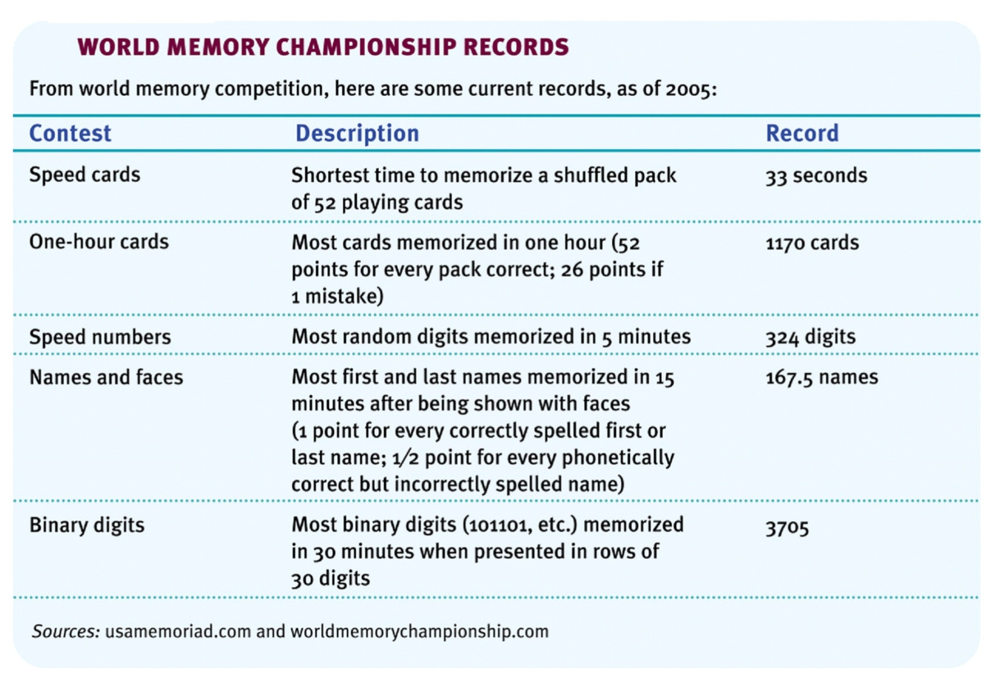 WORLD MEMORY CHAMPIONSHIP RECORDS
From world memory competition, here are some current records, as of 2005:
Contest Description Record
Speed cards Shortest time to memorize a shuffled pack 33 seconds
of 52 playing cards
One-hour cards Most cards memorized in one hour (52 1170 cards
points for every pack correct; 26 points if
1 mistake)
Speed numbers Most random digits memorized in 5 minutes 324 digits
Names and faces Most first and last names memorized in 15 167.5 names
minutes after being shown with faces
(1 point for every correctly spelled first or
last name; 1/2 point for every phonetically
correct but incorrectly spelled name)
Binary digits Most binary digits (101101, etc.) memorized 3705
in 30 minutes when presented in rows of
30 digits
Sources: usamemoriad.com and worldmemorychampionship.com